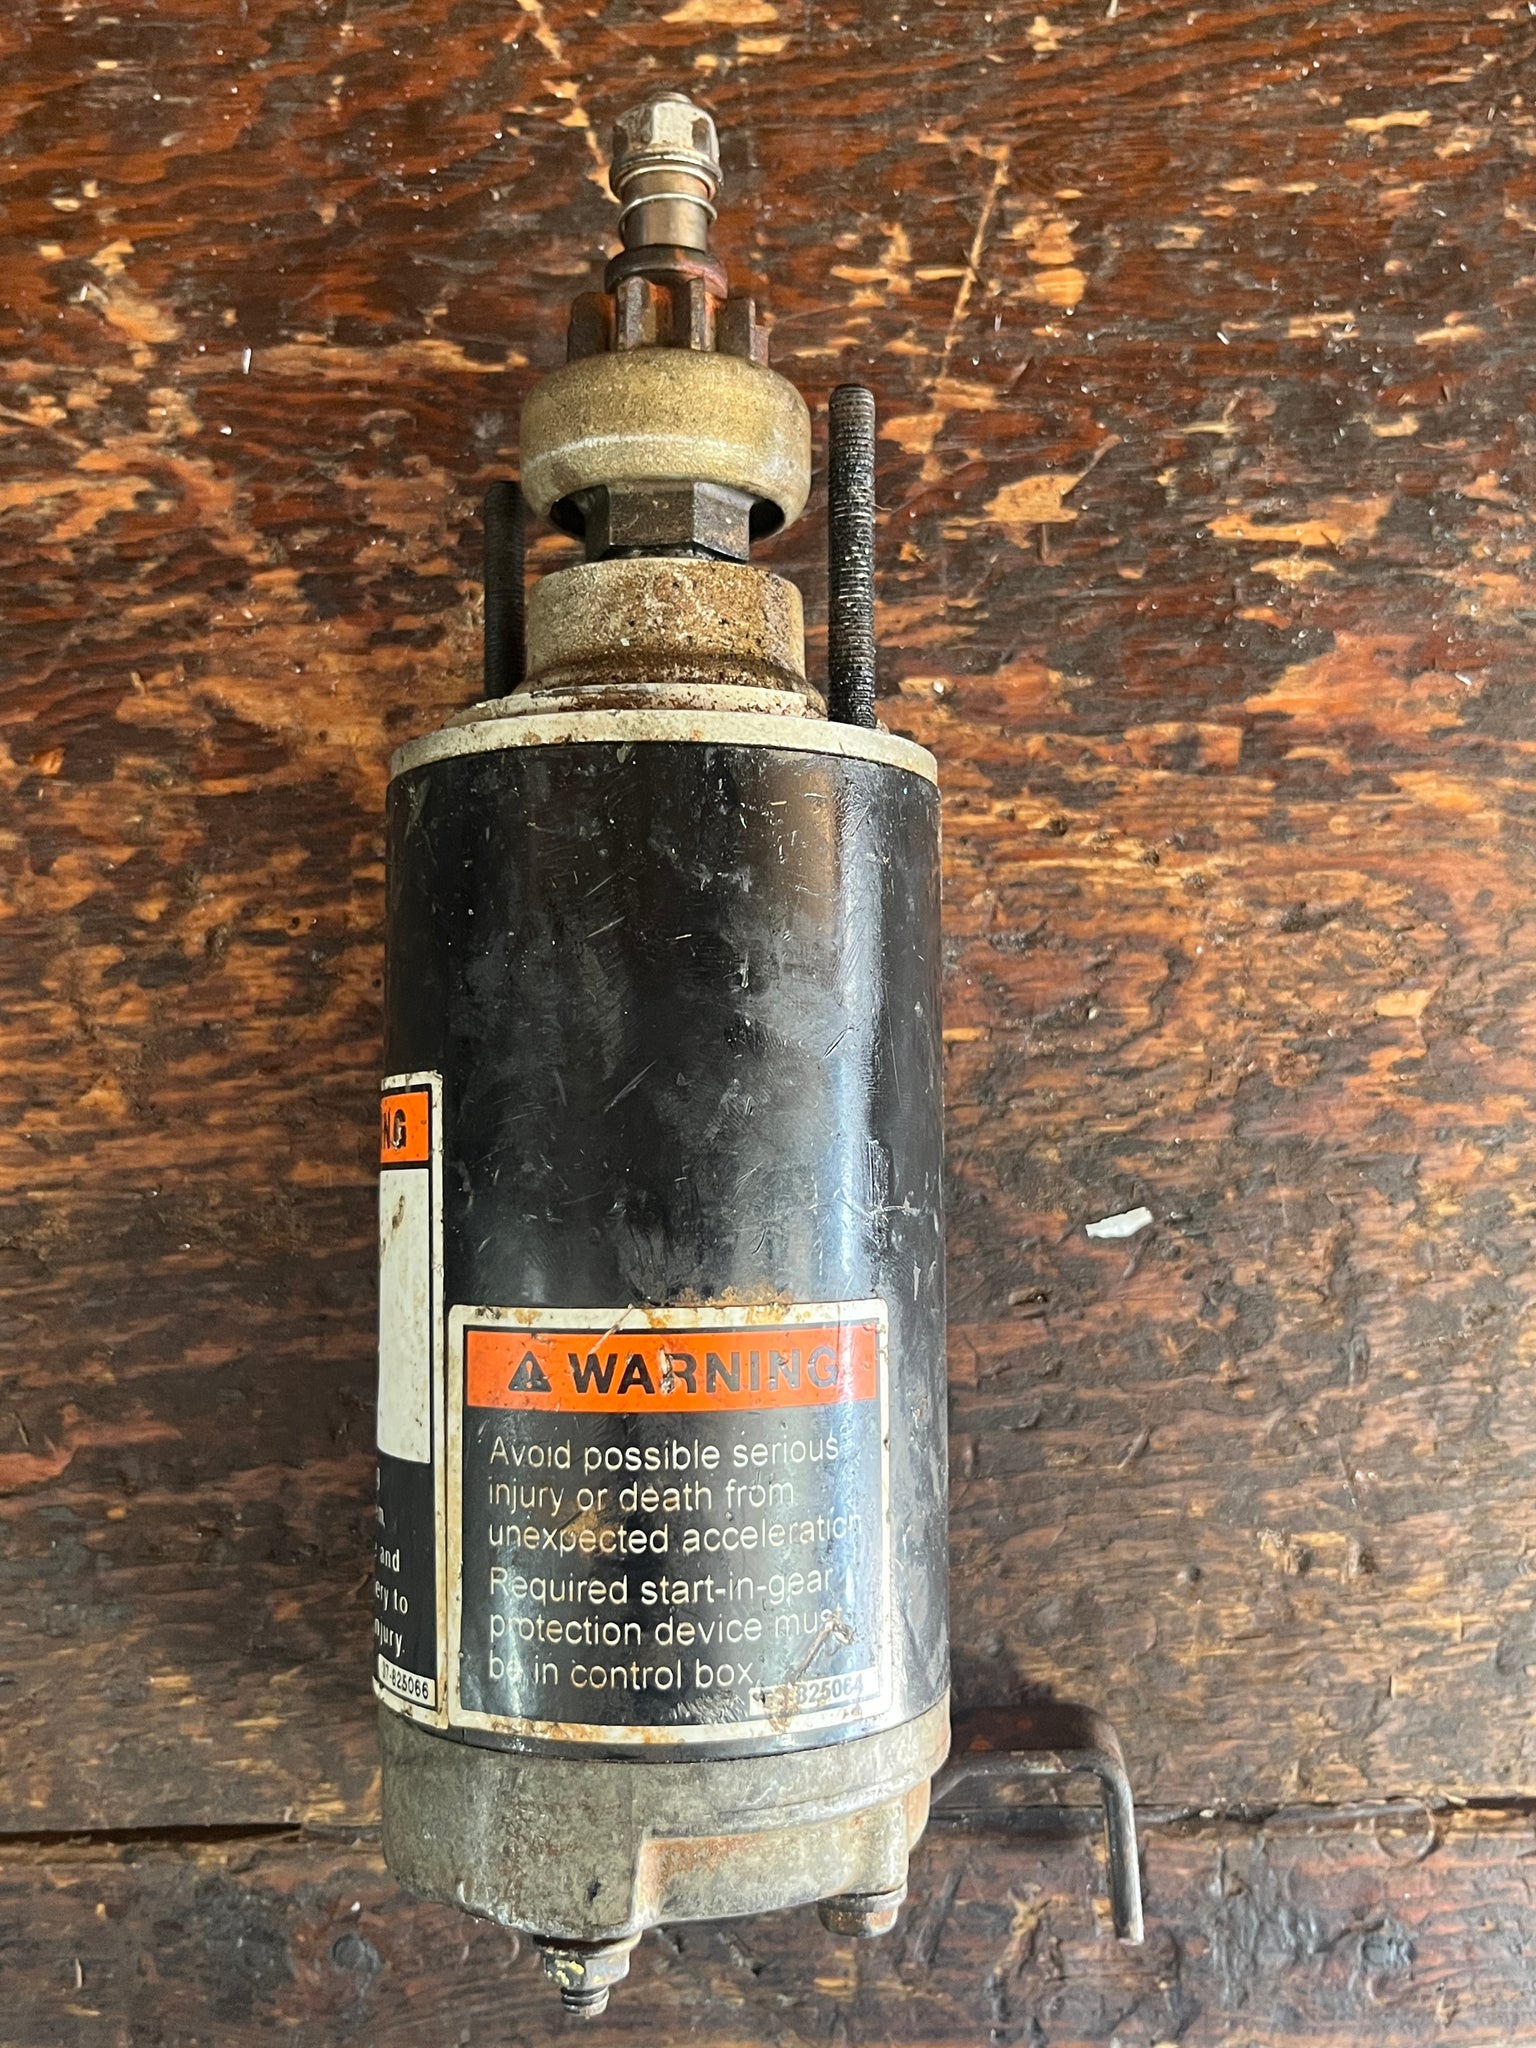 WARNING
Avoid possible serious
injury or death from
unexpected acceleration
Required start-in-gear
protection device must
be in control box.
825064
NG
and
ery to
njury.
37-825066